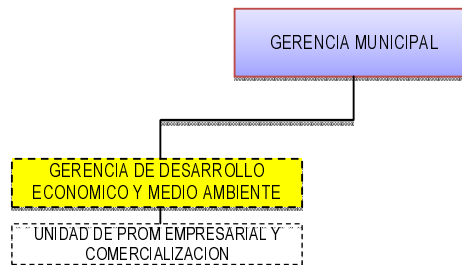 GERENCIA MUNICIPAL
GERENCIA DE DESARROLLO
ECONOMICO Y MEDIO AMBIENTE
UNIDAD DE PROM EMPRESARIAL Y
COMERCIALIZACION